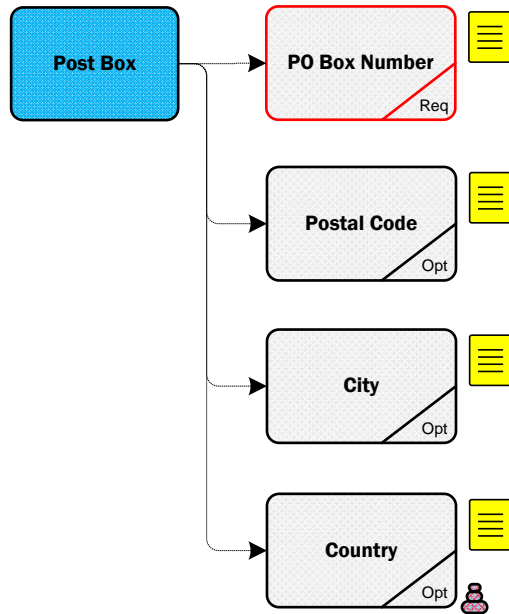 Post Box
PO Box Number
Req
Postal Code
Opt
City
Opt
Country
Opt